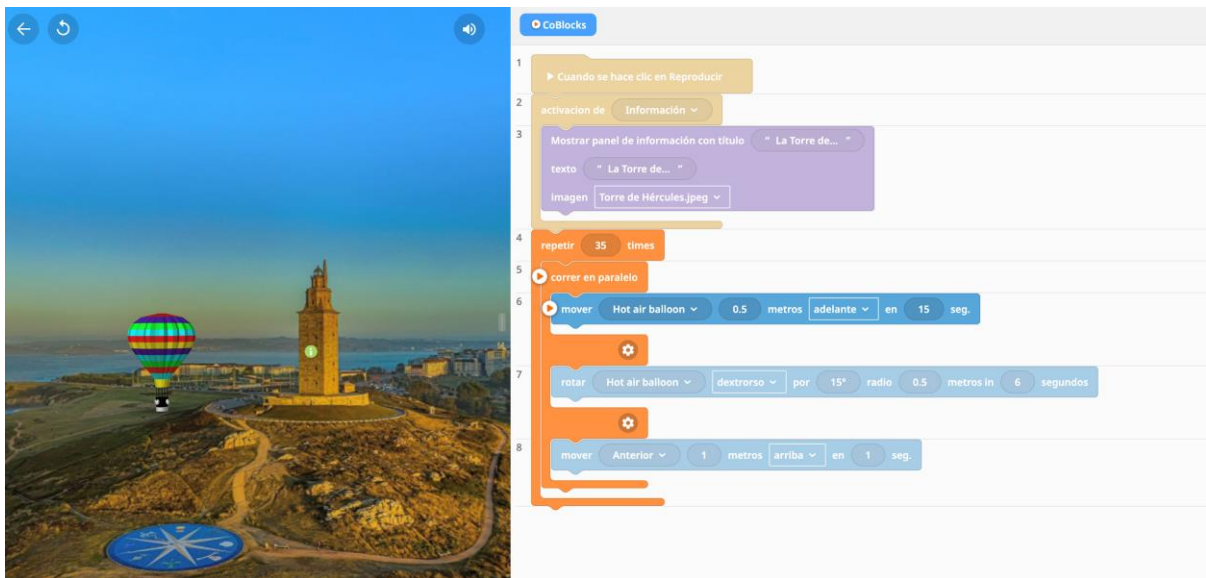 CoBlocks
1
Cuando se hace clic en Reproducir
2
activacion de Información
3
Mostrar panel de información con título " La Torre de... "
texto " La Torre de... "
imagen Torre de Hércules.jpeg
4
repetir 35 times
5
correr en paralelo
6
mover Hot air balloon 0.5 metros adelante en 15 seg.
7
rotar Hot air balloon dextrorso por 15° radio 0.5 metros in 6 segundos
8
mover Anterior 1 metros arriba en 1 seg.